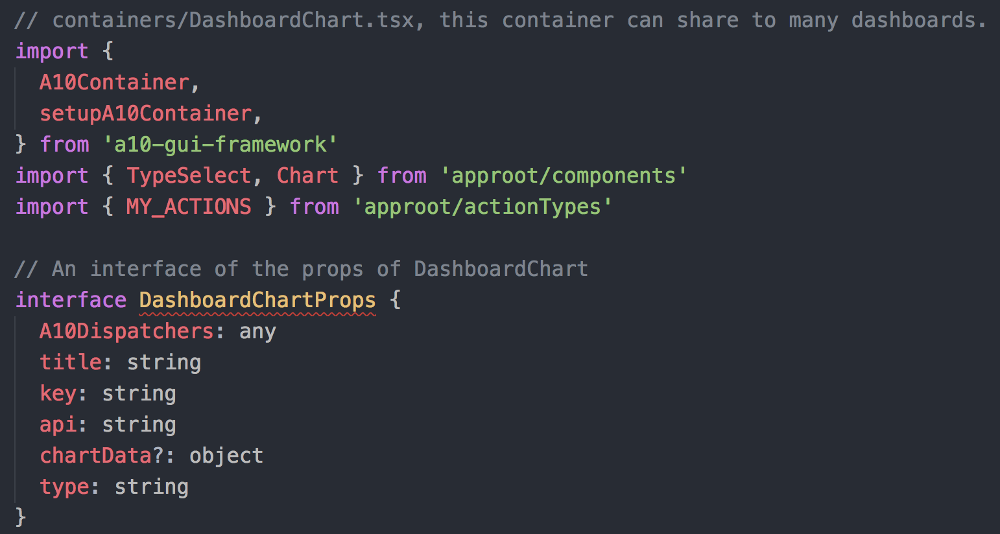 // containers/DashboardChart.tsx, this container can share to many dashboards.
import {
  A10Container,
  setupA10Container,
} from 'a10-gui-framework'
import { TypeSelect, Chart } from 'approot/components'
import { MY_ACTIONS } from 'approot/actionTypes'

// An interface of the props of DashboardChart
interface DashboardChartProps {
  A10Dispatchers: any
  title: string
  key: string
  api: string
  chartData?: object
  type: string
}